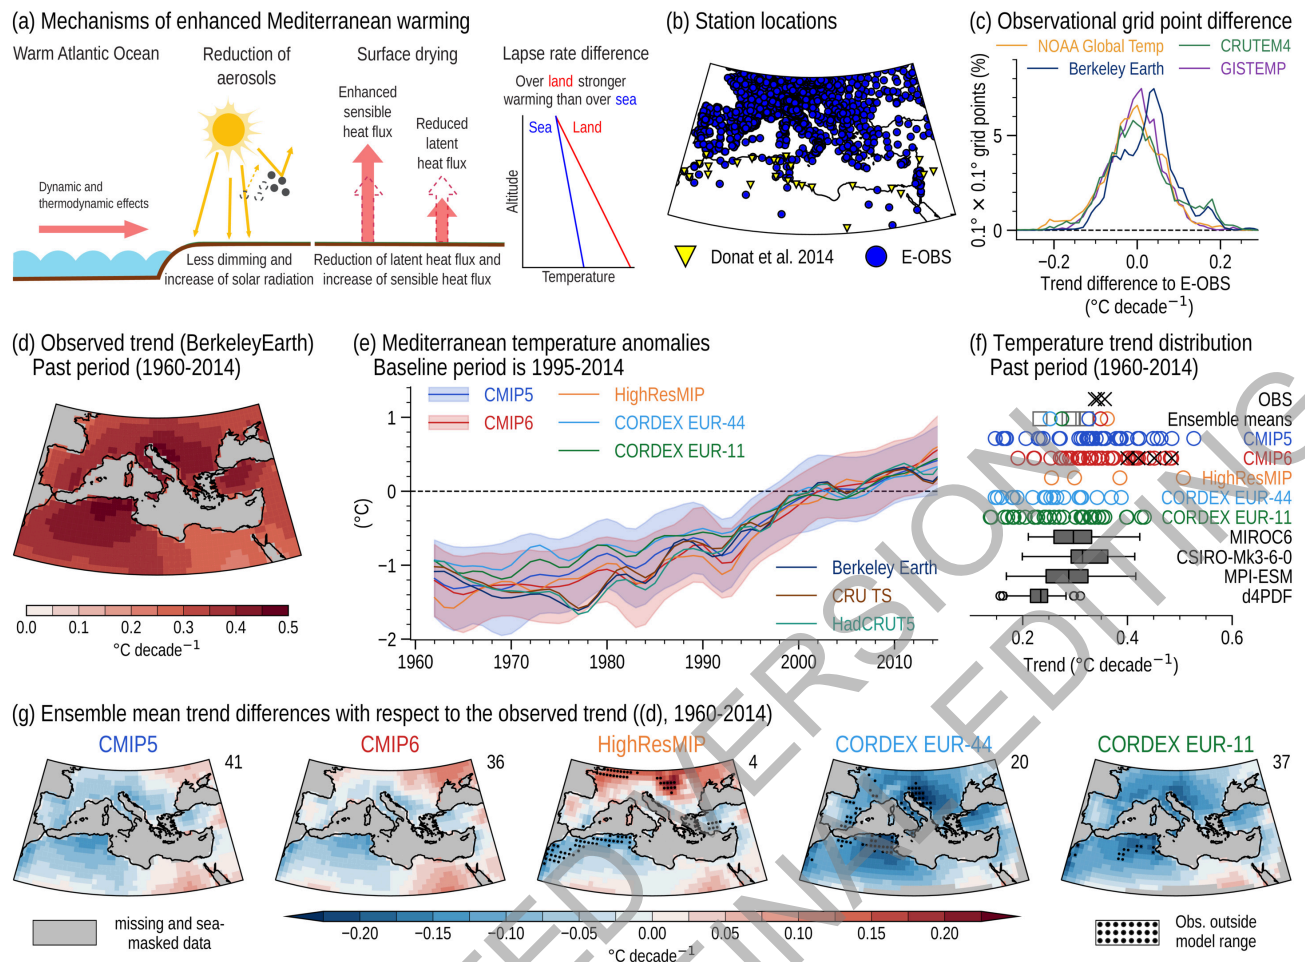 (a) Mechanisms of enhanced Mediterranean warming
Warm Atlantic Ocean
Reduction of
aerosols
Surface drying
Lapse rate difference
Over land stronger
warming than over sea
Enhanced
sensible
heat flux
Reduced
latent
heat flux
Sea
Land
Altitude
Temperature
Dynamic and
thermodynamic effects
Less dimming and
increase of solar radiation
Reduction of latent heat flux and
increase of sensible heat flux
(b) Station locations
Donat et al. 2014
E-OBS
(c) Observational grid point difference
NOAA Global Temp
CRUTEM4
Berkeley Earth
GISTEMP
0.1° × 0.1° grid points (%)
5
0
−0.2
0.0
0.2
Trend difference to E-OBS
(°C decade⁻¹)
(d) Observed trend (BerkeleyEarth)
Past period (1960-2014)
0.0 0.1 0.2 0.3 0.4 0.5
°C decade⁻¹
(e) Mediterranean temperature anomalies
Baseline period is 1995-2014
CMIP5
HighResMIP
CMIP6
CORDEX EUR-44
CORDEX EUR-11
(°C)
1
0
−1
−2
Berkeley Earth
CRU TS
HadCRUT5
1960 1970 1980 1990 2000 2010
(f) Temperature trend distribution
Past period (1960-2014)
OBS
Ensemble means
CMIP5
CMIP6
HighResMIP
CORDEX EUR-44
CORDEX EUR-11
MIROC6
CSIRO-Mk3-6-0
MPI-ESM
d4PDF
0.2 0.4 0.6
Trend (°C decade⁻¹)
(g) Ensemble mean trend differences with respect to the observed trend ((d), 1960-2014)
CMIP5
41
CMIP6
36
HighResMIP
4
CORDEX EUR-44
20
CORDEX EUR-11
37
missing and sea-
masked data
−0.20 −0.15 −0.10 −0.05 0.00 0.05 0.10 0.15 0.20
°C decade⁻¹
Obs. outside
model range
VERSION
EDITING